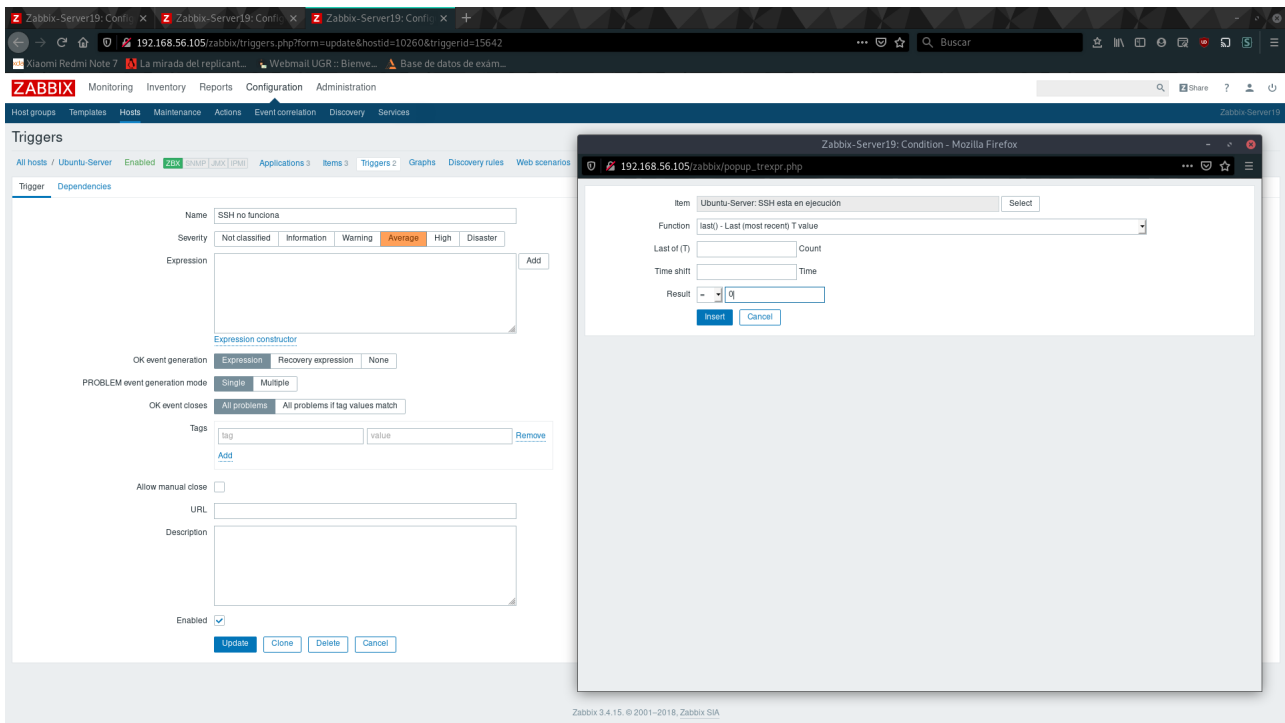 Zabbix-Server19: Config
Zabbix-Server19: Config
Zabbix-Server19: Config
192.168.56.105/zabbix/triggers.php?form=update&hostid=10260&triggerid=15642
Buscar
Xiaomi Redmi Note 7 La mirada del replicant... Webmail UGR :: Bienve... Base de datos de exám...
ZABBIX Monitoring Inventory Reports Configuration Administration
Z Share ?
Host groups Templates Hosts Maintenance Actions Event correlation Discovery Services Zabbix-Server19
Triggers
All hosts / Ubuntu-Server Enabled ZBX SNMP JMX IPMI Applications 3 Items 3 Triggers 2 Graphs Discovery rules Web scenarios
Trigger Dependencies
Name SSH no funciona
Severity Not classified Information Warning Average High Disaster
Expression Add
Expression constructor
OK event generation Expression Recovery expression None
PROBLEM event generation mode Single Multiple
OK event closes All problems All problems if tag values match
Tags tag value Remove
Add
Allow manual close
URL
Description
Enabled
Update Clone Delete Cancel
Zabbix-Server19: Condition - Mozilla Firefox
192.168.56.105/zabbix/popup_trexpr.php
Item Ubuntu-Server: SSH esta en ejecución Select
Function last() - Last (most recent) T value
Last of (T) Count
Time shift Time
Result = 0
Insert Cancel
Zabbix 3.4.15. © 2001–2018, Zabbix SIA